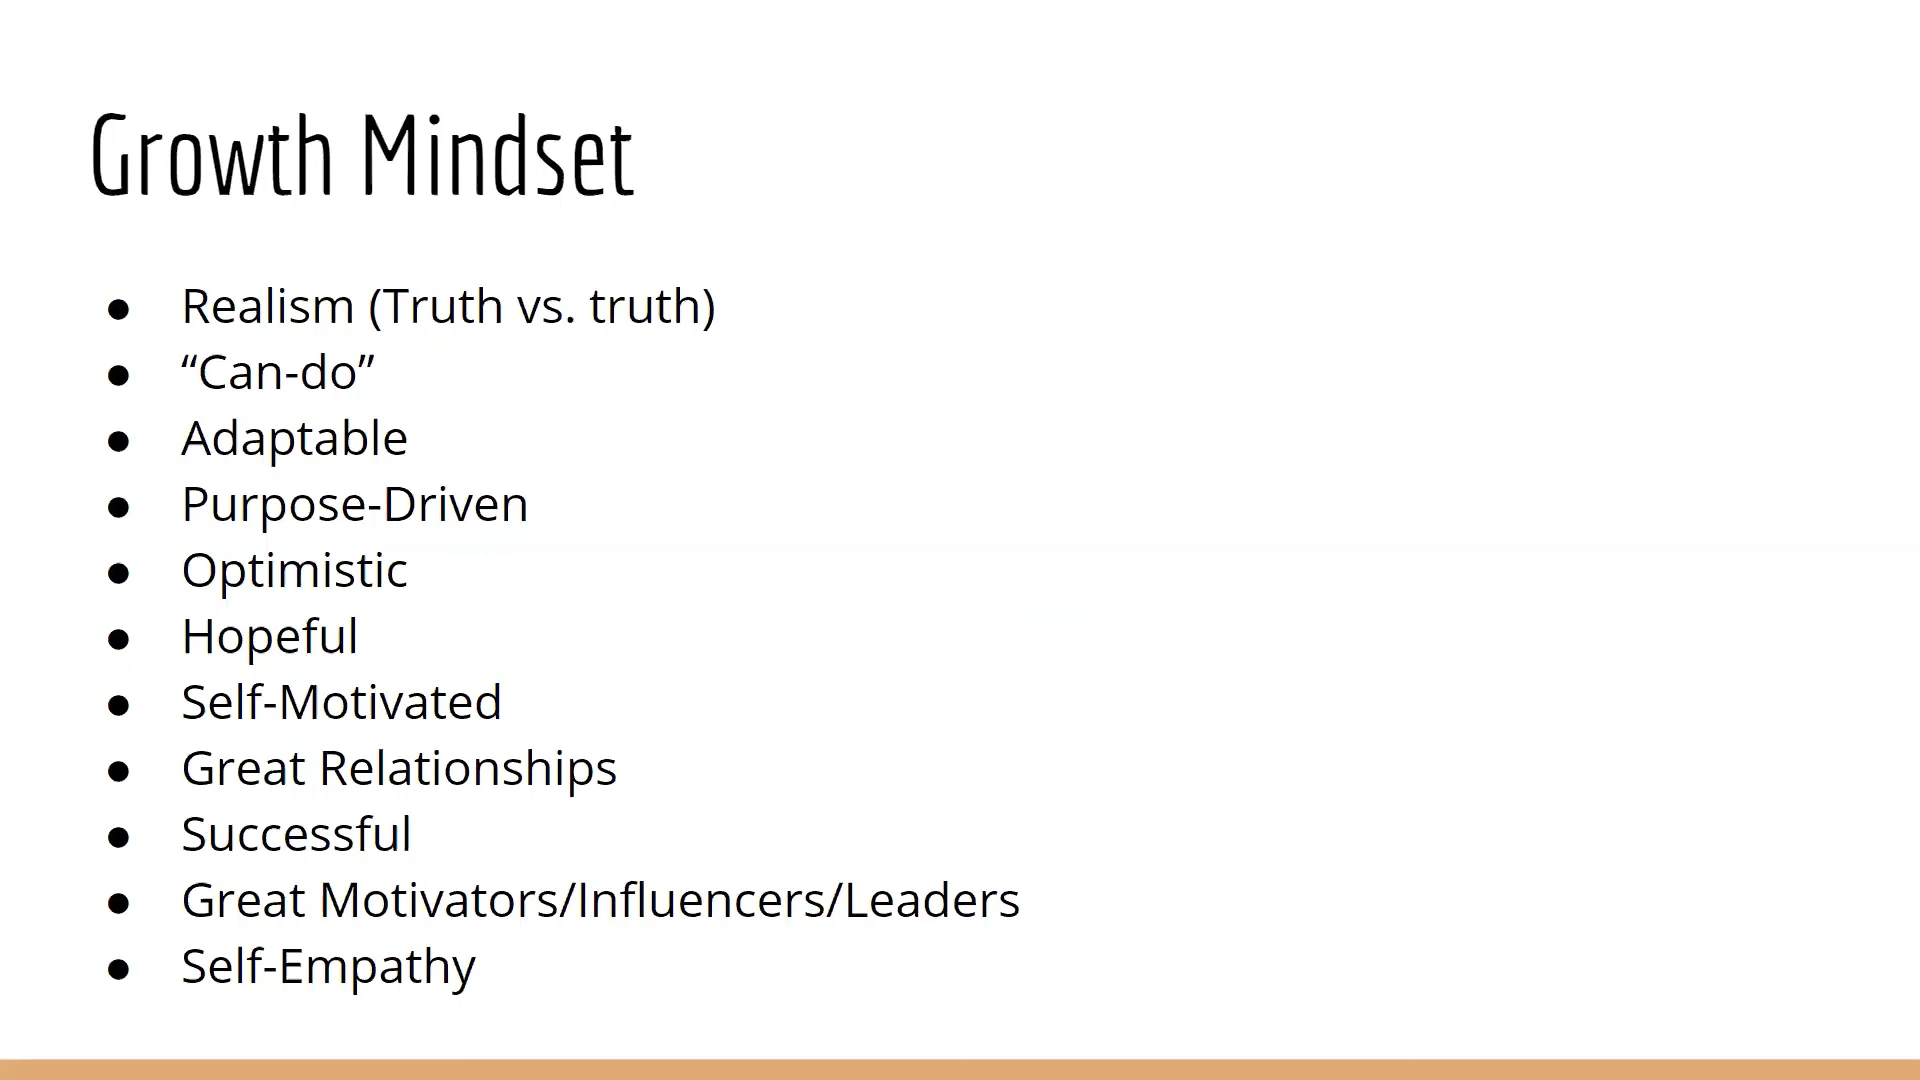 Growth Mindset
● Realism (Truth vs. truth)
● “Can-do”
● Adaptable
● Purpose-Driven
● Optimistic
● Hopeful
● Self-Motivated
● Great Relationships
● Successful
● Great Motivators/Influencers/Leaders
● Self-Empathy